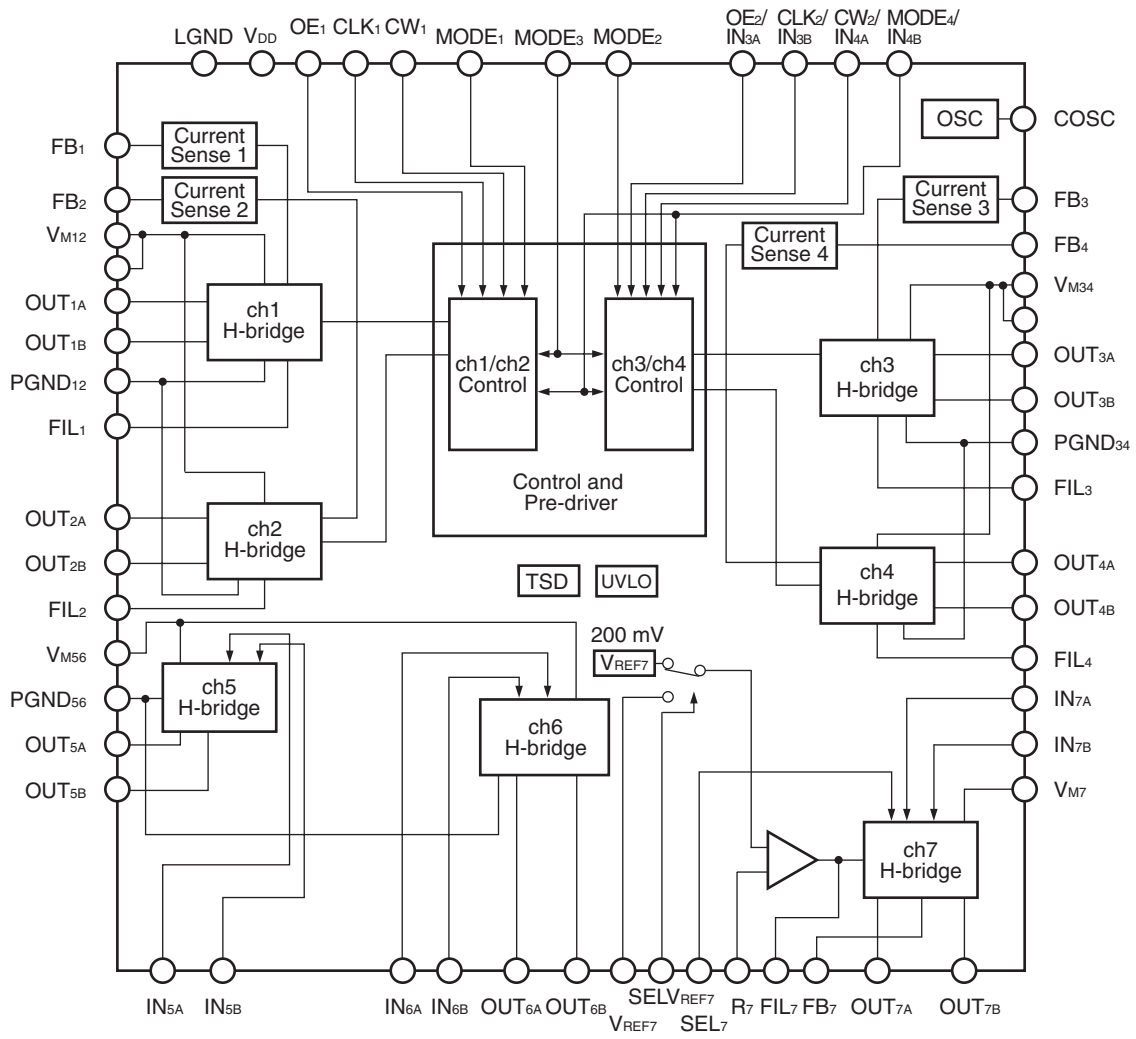 LGND
VDD
OE1
CLK1
CW1
MODE1
MODE3
MODE2
OE2/
IN3A
CLK2/
IN3B
CW2/
IN4A
MODE4/
IN4B
FB1
Current
Sense 1
FB2
Current
Sense 2
VM12
OUT1A
OUT1B
PGND12
FIL1
ch1
H-bridge
OUT2A
OUT2B
FIL2
ch2
H-bridge
VM56
PGND56
OUT5A
OUT5B
ch5
H-bridge
ch1/ch2
Control
ch3/ch4
Control
Control and
Pre-driver
TSD
UVLO
200 mV
VREF7
ch6
H-bridge
OSC
COSC
Current
Sense 3
FB3
Current
Sense 4
FB4
VM34
OUT3A
OUT3B
PGND34
FIL3
ch3
H-bridge
ch4
H-bridge
OUT4A
OUT4B
FIL4
IN7A
IN7B
VM7
ch7
H-bridge
IN5A
IN5B
IN6A
IN6B
OUT6A
OUT6B
VREF7
SELVREF7
SEL7
R7
FIL7
FB7
OUT7A
OUT7B